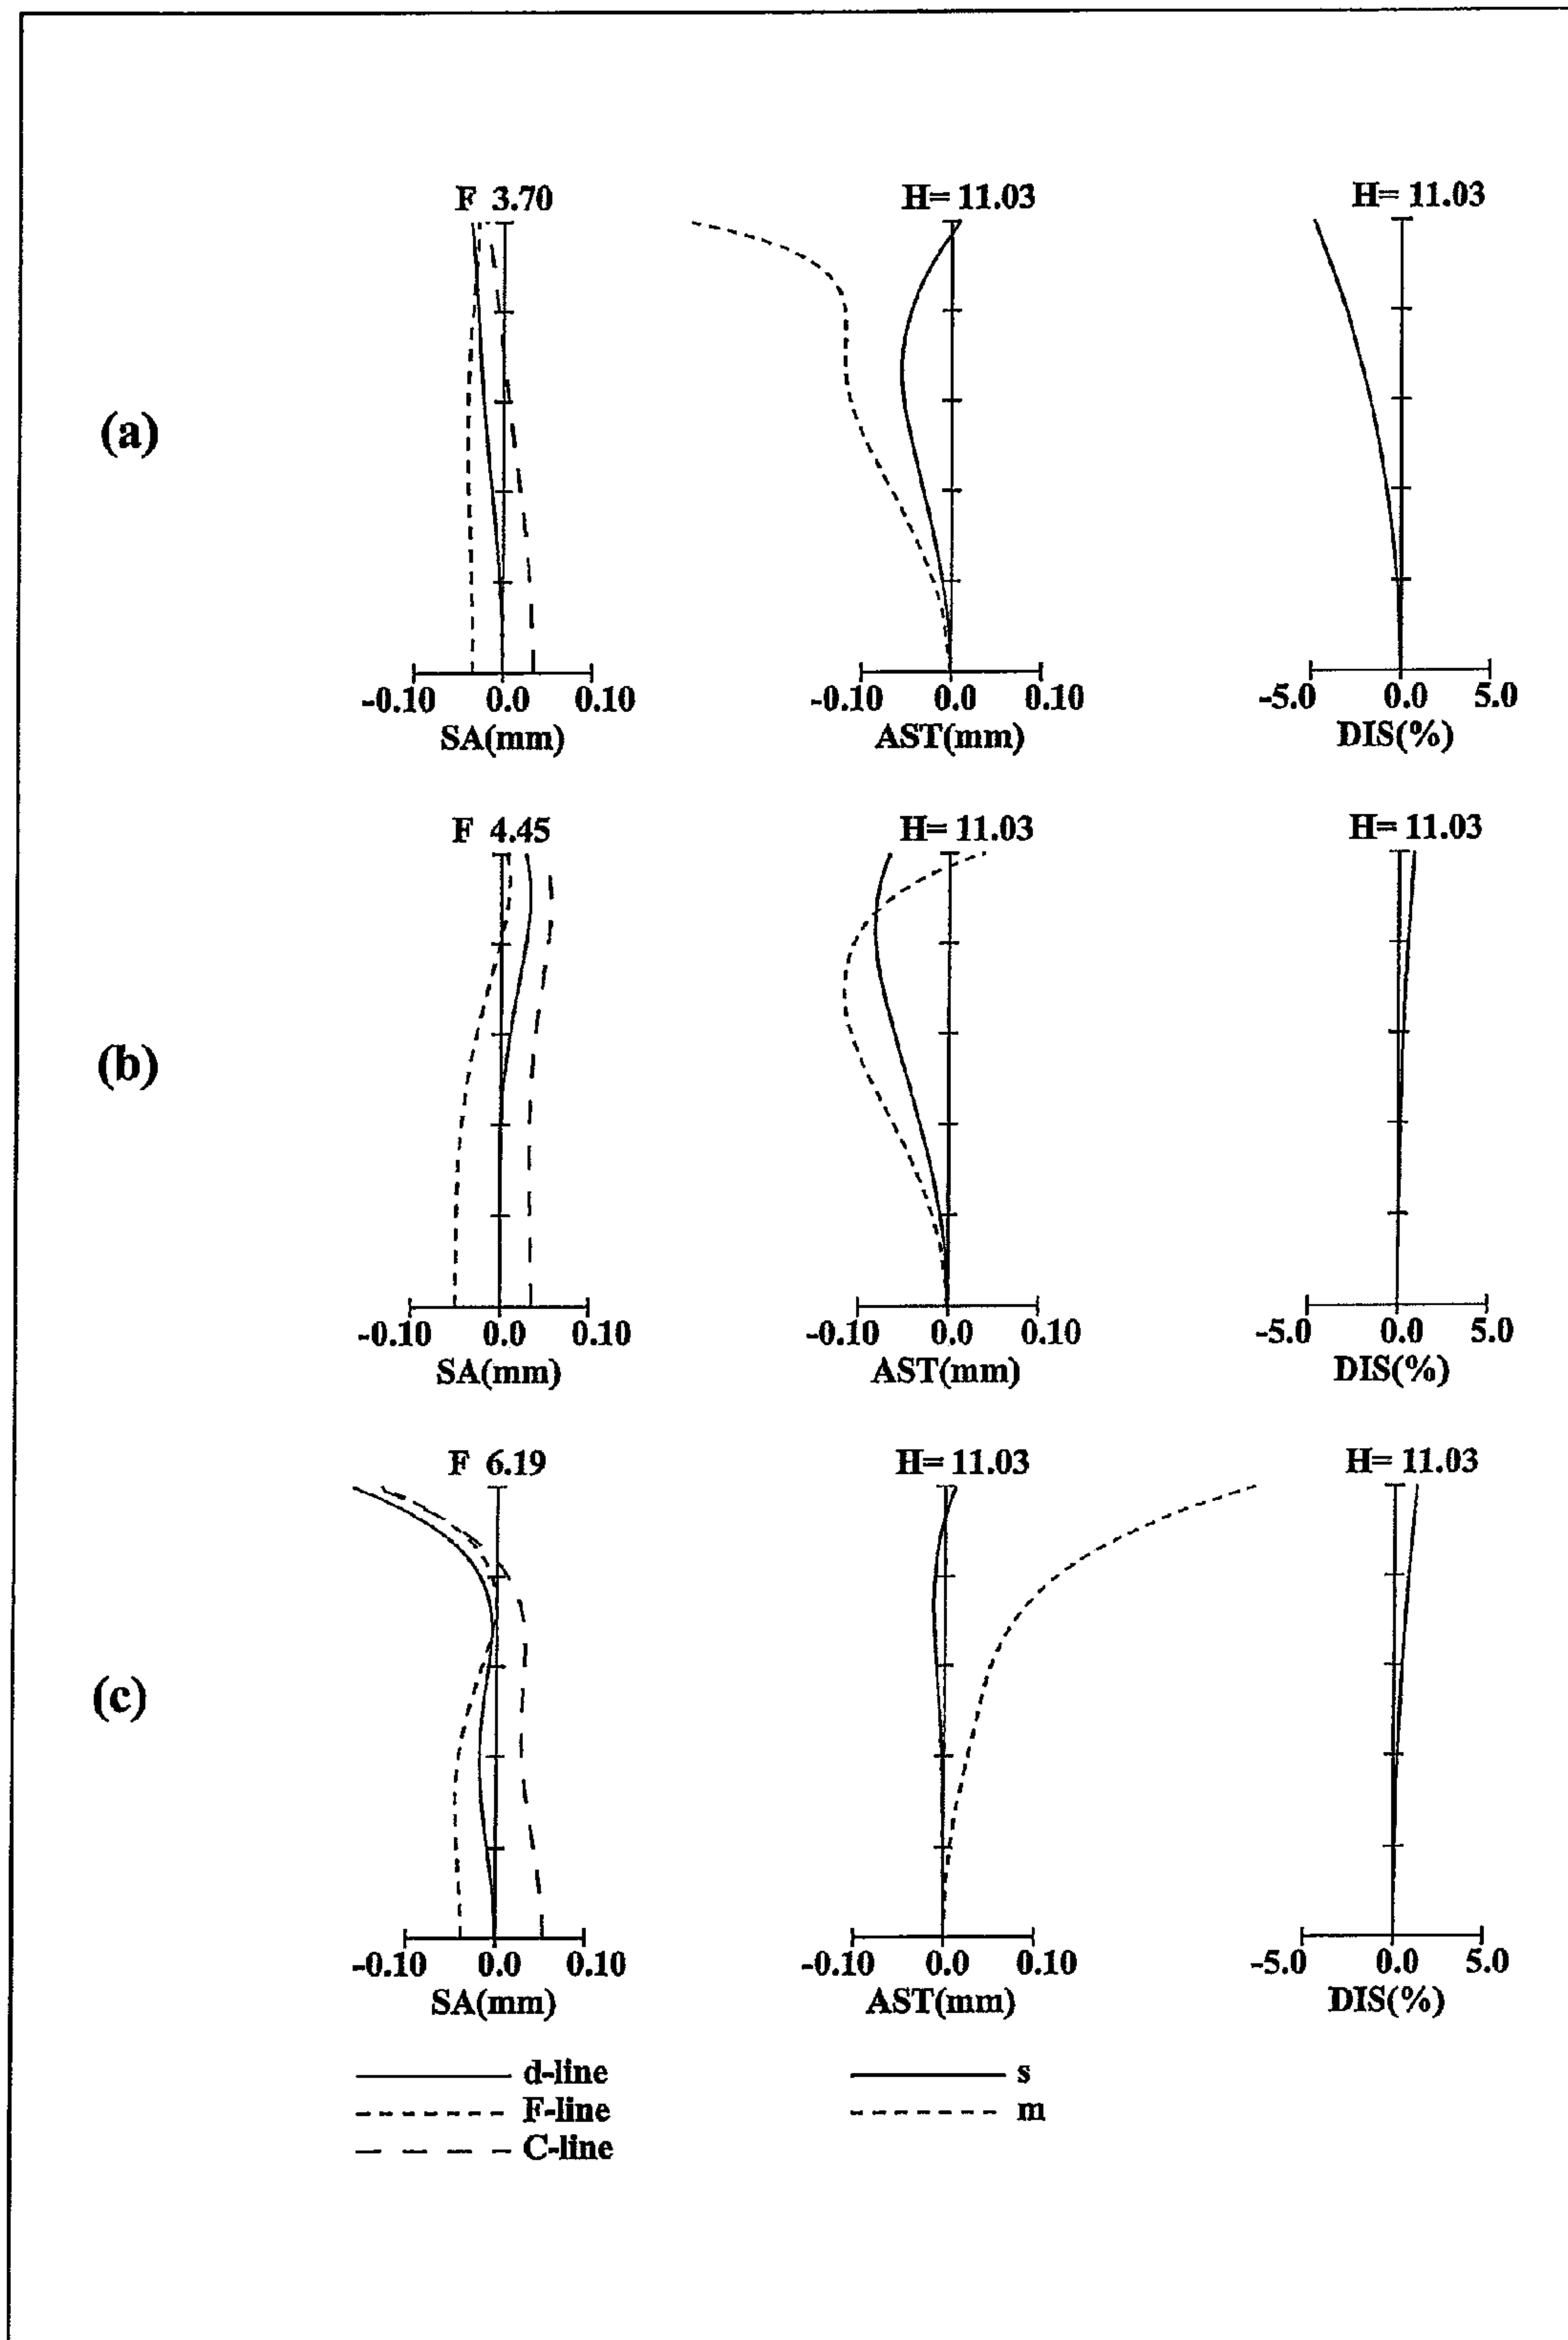 F 3.70 H= 11.03 H= 11.03
(a)
-0.10 0.0 0.10 -0.10 0.0 0.10 -5.0 0.0 5.0
SA(mm) AST(mm) DIS(%)
F 4.45 H= 11.03 H= 11.03
(b)
-0.10 0.0 0.10 -0.10 0.0 0.10 -5.0 0.0 5.0
SA(mm) AST(mm) DIS(%)
F 6.19 H= 11.03 H= 11.03
(c)
-0.10 0.0 0.10 -0.10 0.0 0.10 -5.0 0.0 5.0
SA(mm) AST(mm) DIS(%)
d-line s
F-line m
C-line